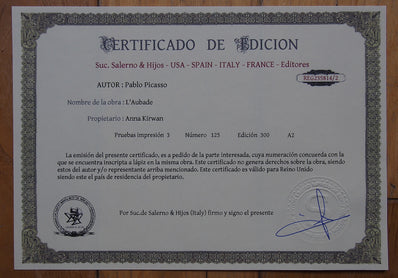 CERTIFICADO DE EDICION
Suc. Salerno & Hijos - USA - SPAIN - ITALY - FRANCE - Editores
AUTOR : Pablo Picasso
Nombre de la obra : L'Aubade
Propietario : Anna Kirwan
Pruebas impresión 3 Número 125 Edición 300 A2
La emisión del presente certificado, es a pedido de la parte interesada, cuya numeración concuerda con la
que se encuentra inscripta a lápiz en la misma obra. Este certificado no genera derechos sobre la obra, siendo
estos del autor y/o representante arriba mencionado. Este certificado es válido para Reino Unido
siendo este el país de residencia del propietario.
Por Suc.de Salerno & Hijos (Italy) firmo y signo el presente